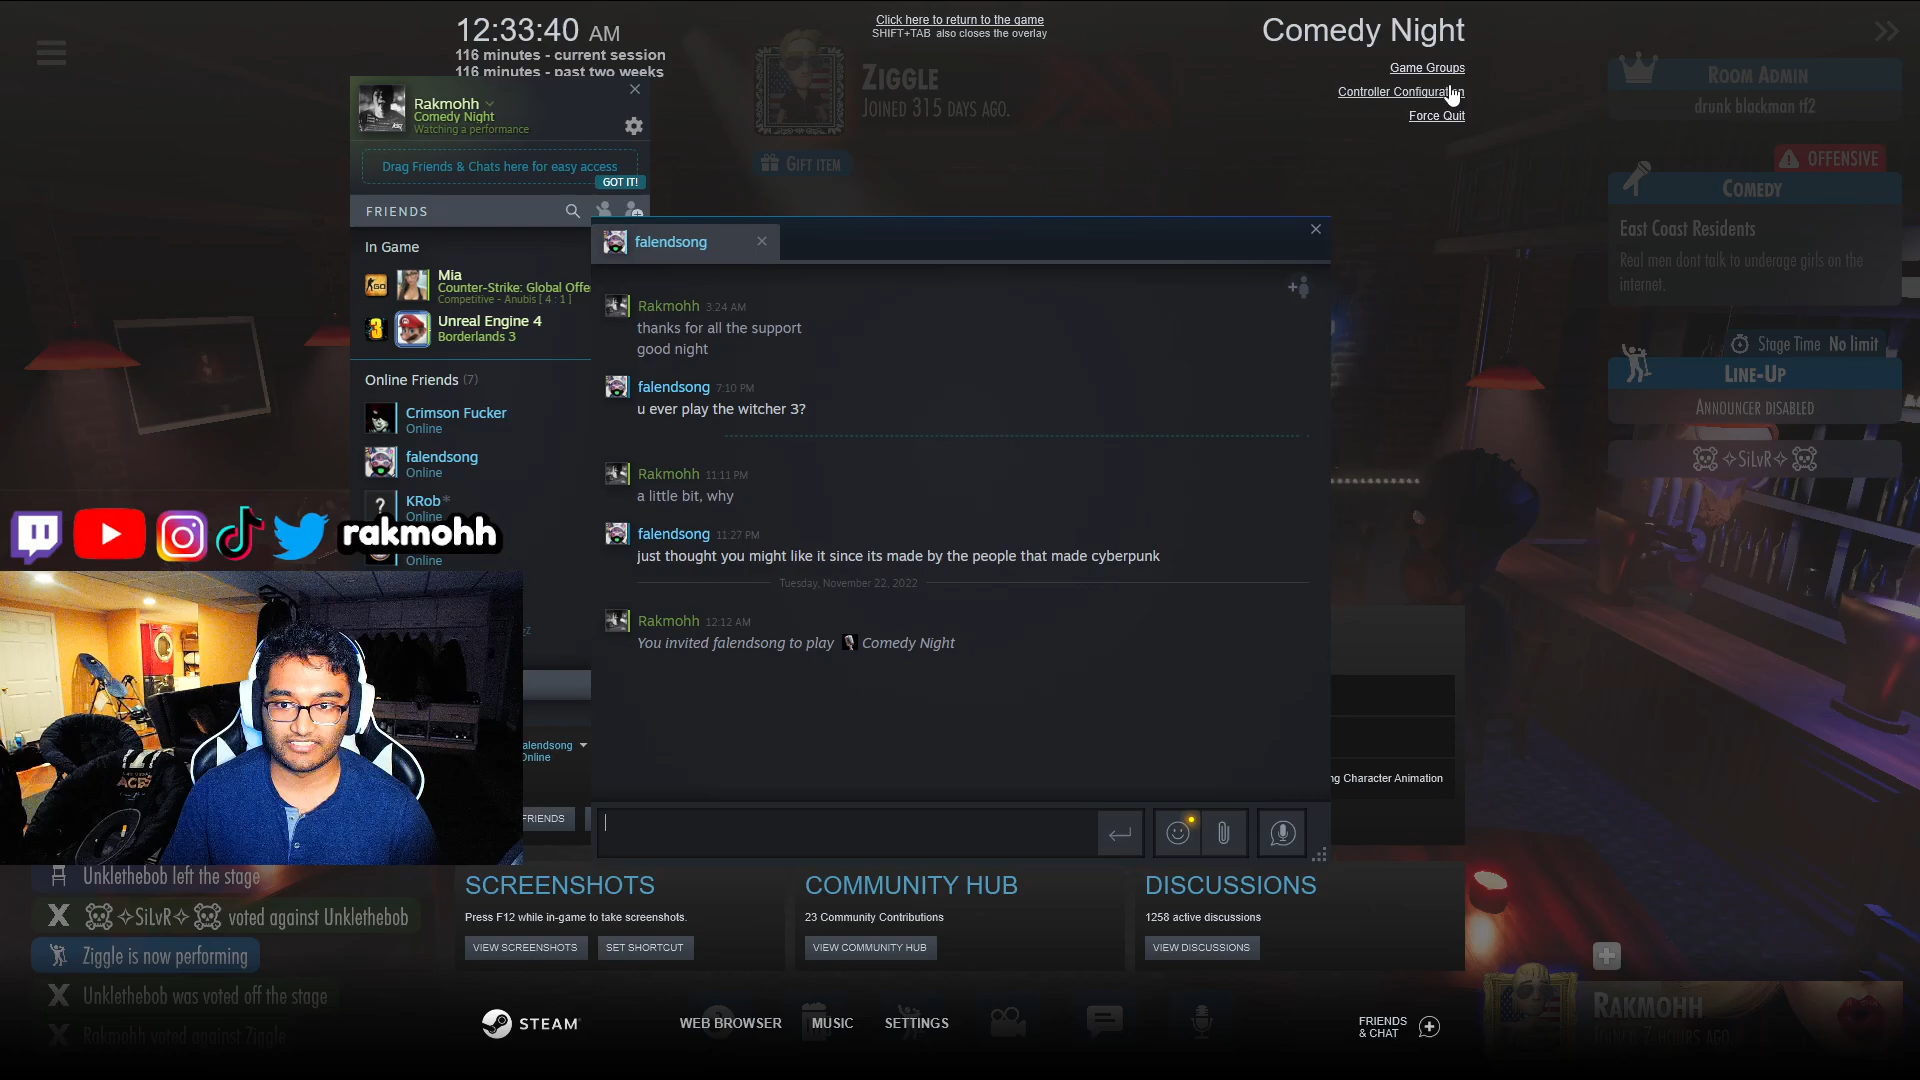 12:33:40 AM
116 minutes - current session
116 minutes - past two weeks
Click here to return to the game
SHIFT+TAB also closes the overlay
Comedy Night
Game Groups
Controller Configuration
Force Quit
ZIGGLE
JOINED 315 DAYS AGO.
GIFT ITEM
ROOM ADMIN
drunk blackman tf2
OFFENSIVE
COMEDY
East Coast Residents
Real men dont talk to underage girls on the
internet.
Stage Time No limit
LINE-UP
ANNOUNCER DISABLED
✧SiLvR✧
Rakmohh
Comedy Night
Watching a performance
Drag Friends & Chats here for easy access
GOT IT!
FRIENDS
In Game
Mia
Counter-Strike: Global Offe
Competitive - Anubis [ 4 : 1 ]
Unreal Engine 4
Borderlands 3
Online Friends (7)
Crimson Fucker
Online
falendsong
Online
KRob*
Online
Online
falendsong
Rakmohh 3:24 AM
thanks for all the support
good night
falendsong 7:10 PM
u ever play the witcher 3?
Rakmohh 11:11 PM
a little bit, why
falendsong 11:27 PM
just thought you might like it since its made by the people that made cyberpunk
Tuesday, November 22, 2022
Rakmohh 12:12 AM
You invited falendsong to play Comedy Night
rakmohh
alendsong
Online
FRIENDS
ng Character Animation
Unklethebob left the stage
✧SiLvR✧ voted against Unklethebob
Ziggle is now performing
Unklethebob was voted off the stage
Rakmohh voted against Ziggle
SCREENSHOTS
Press F12 while in-game to take screenshots.
VIEW SCREENSHOTS
SET SHORTCUT
COMMUNITY HUB
23 Community Contributions
VIEW COMMUNITY HUB
DISCUSSIONS
1258 active discussions
VIEW DISCUSSIONS
STEAM
WEB BROWSER
MUSIC
SETTINGS
FRIENDS
& CHAT
RAKMOHH